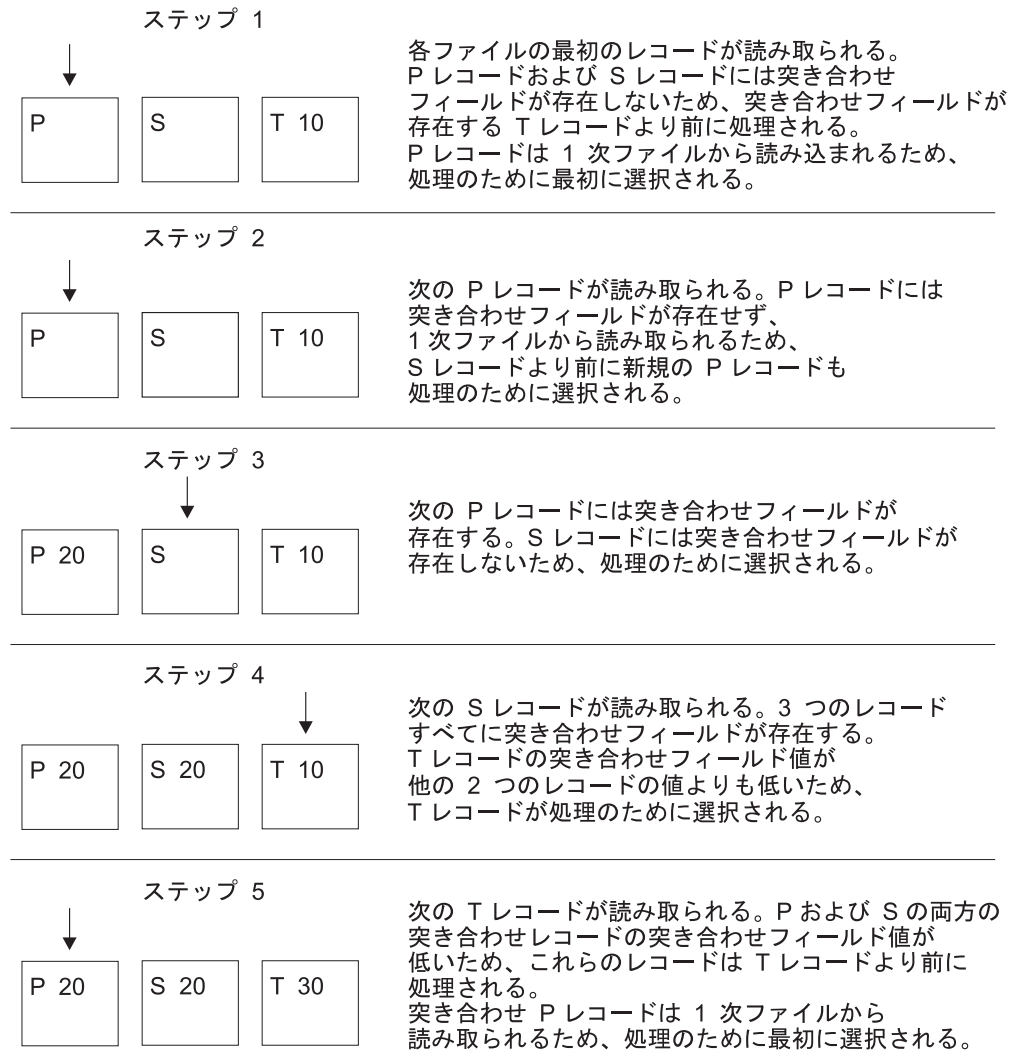 ステップ 1
各ファイルの最初のレコードが読み取られる。
P レコードおよび S レコードには突き合わせ
フィールドが存在しないため、突き合わせフィールドが
存在する T レコードより前に処理される。
P レコードは 1 次ファイルから読み込まれるため、
処理のために最初に選択される。
P
S
T 10
ステップ 2
次の P レコードが読み取られる。P レコードには
突き合わせフィールドが存在せず、
1 次ファイルから読み取られるため、
S レコードより前に新規の P レコードも
処理のために選択される。
P
S
T 10
ステップ 3
次の P レコードには突き合わせフィールドが
存在する。S レコードには突き合わせフィールドが
存在しないため、処理のために選択される。
P 20
S
T 10
ステップ 4
次の S レコードが読み取られる。3 つのレコード
すべてに突き合わせフィールドが存在する。
T レコードの突き合わせフィールド値が
他の 2 つのレコードの値よりも低いため、
T レコードが処理のために選択される。
P 20
S 20
T 10
ステップ 5
次の T レコードが読み取られる。P および S の両方の
突き合わせレコードの突き合わせフィールド値が
低いため、これらのレコードは T レコードより前に
処理される。
突き合わせ P レコードは 1 次ファイルから
読み取られるため、処理のために最初に選択される。
P 20
S 20
T 30